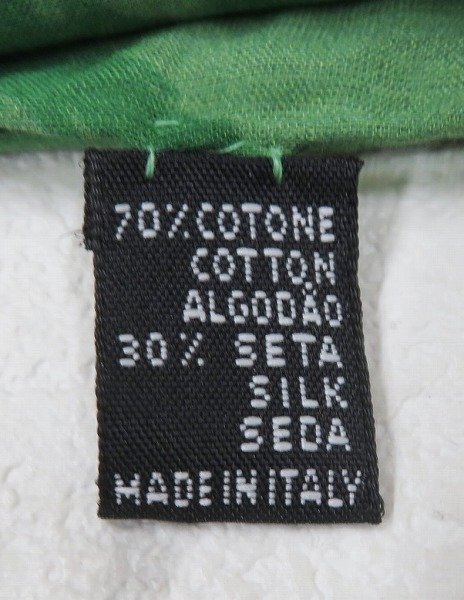 70% COTONE
COTTON
ALGODÃO
30% SETA
SILK
SEDA
MADE IN ITALY